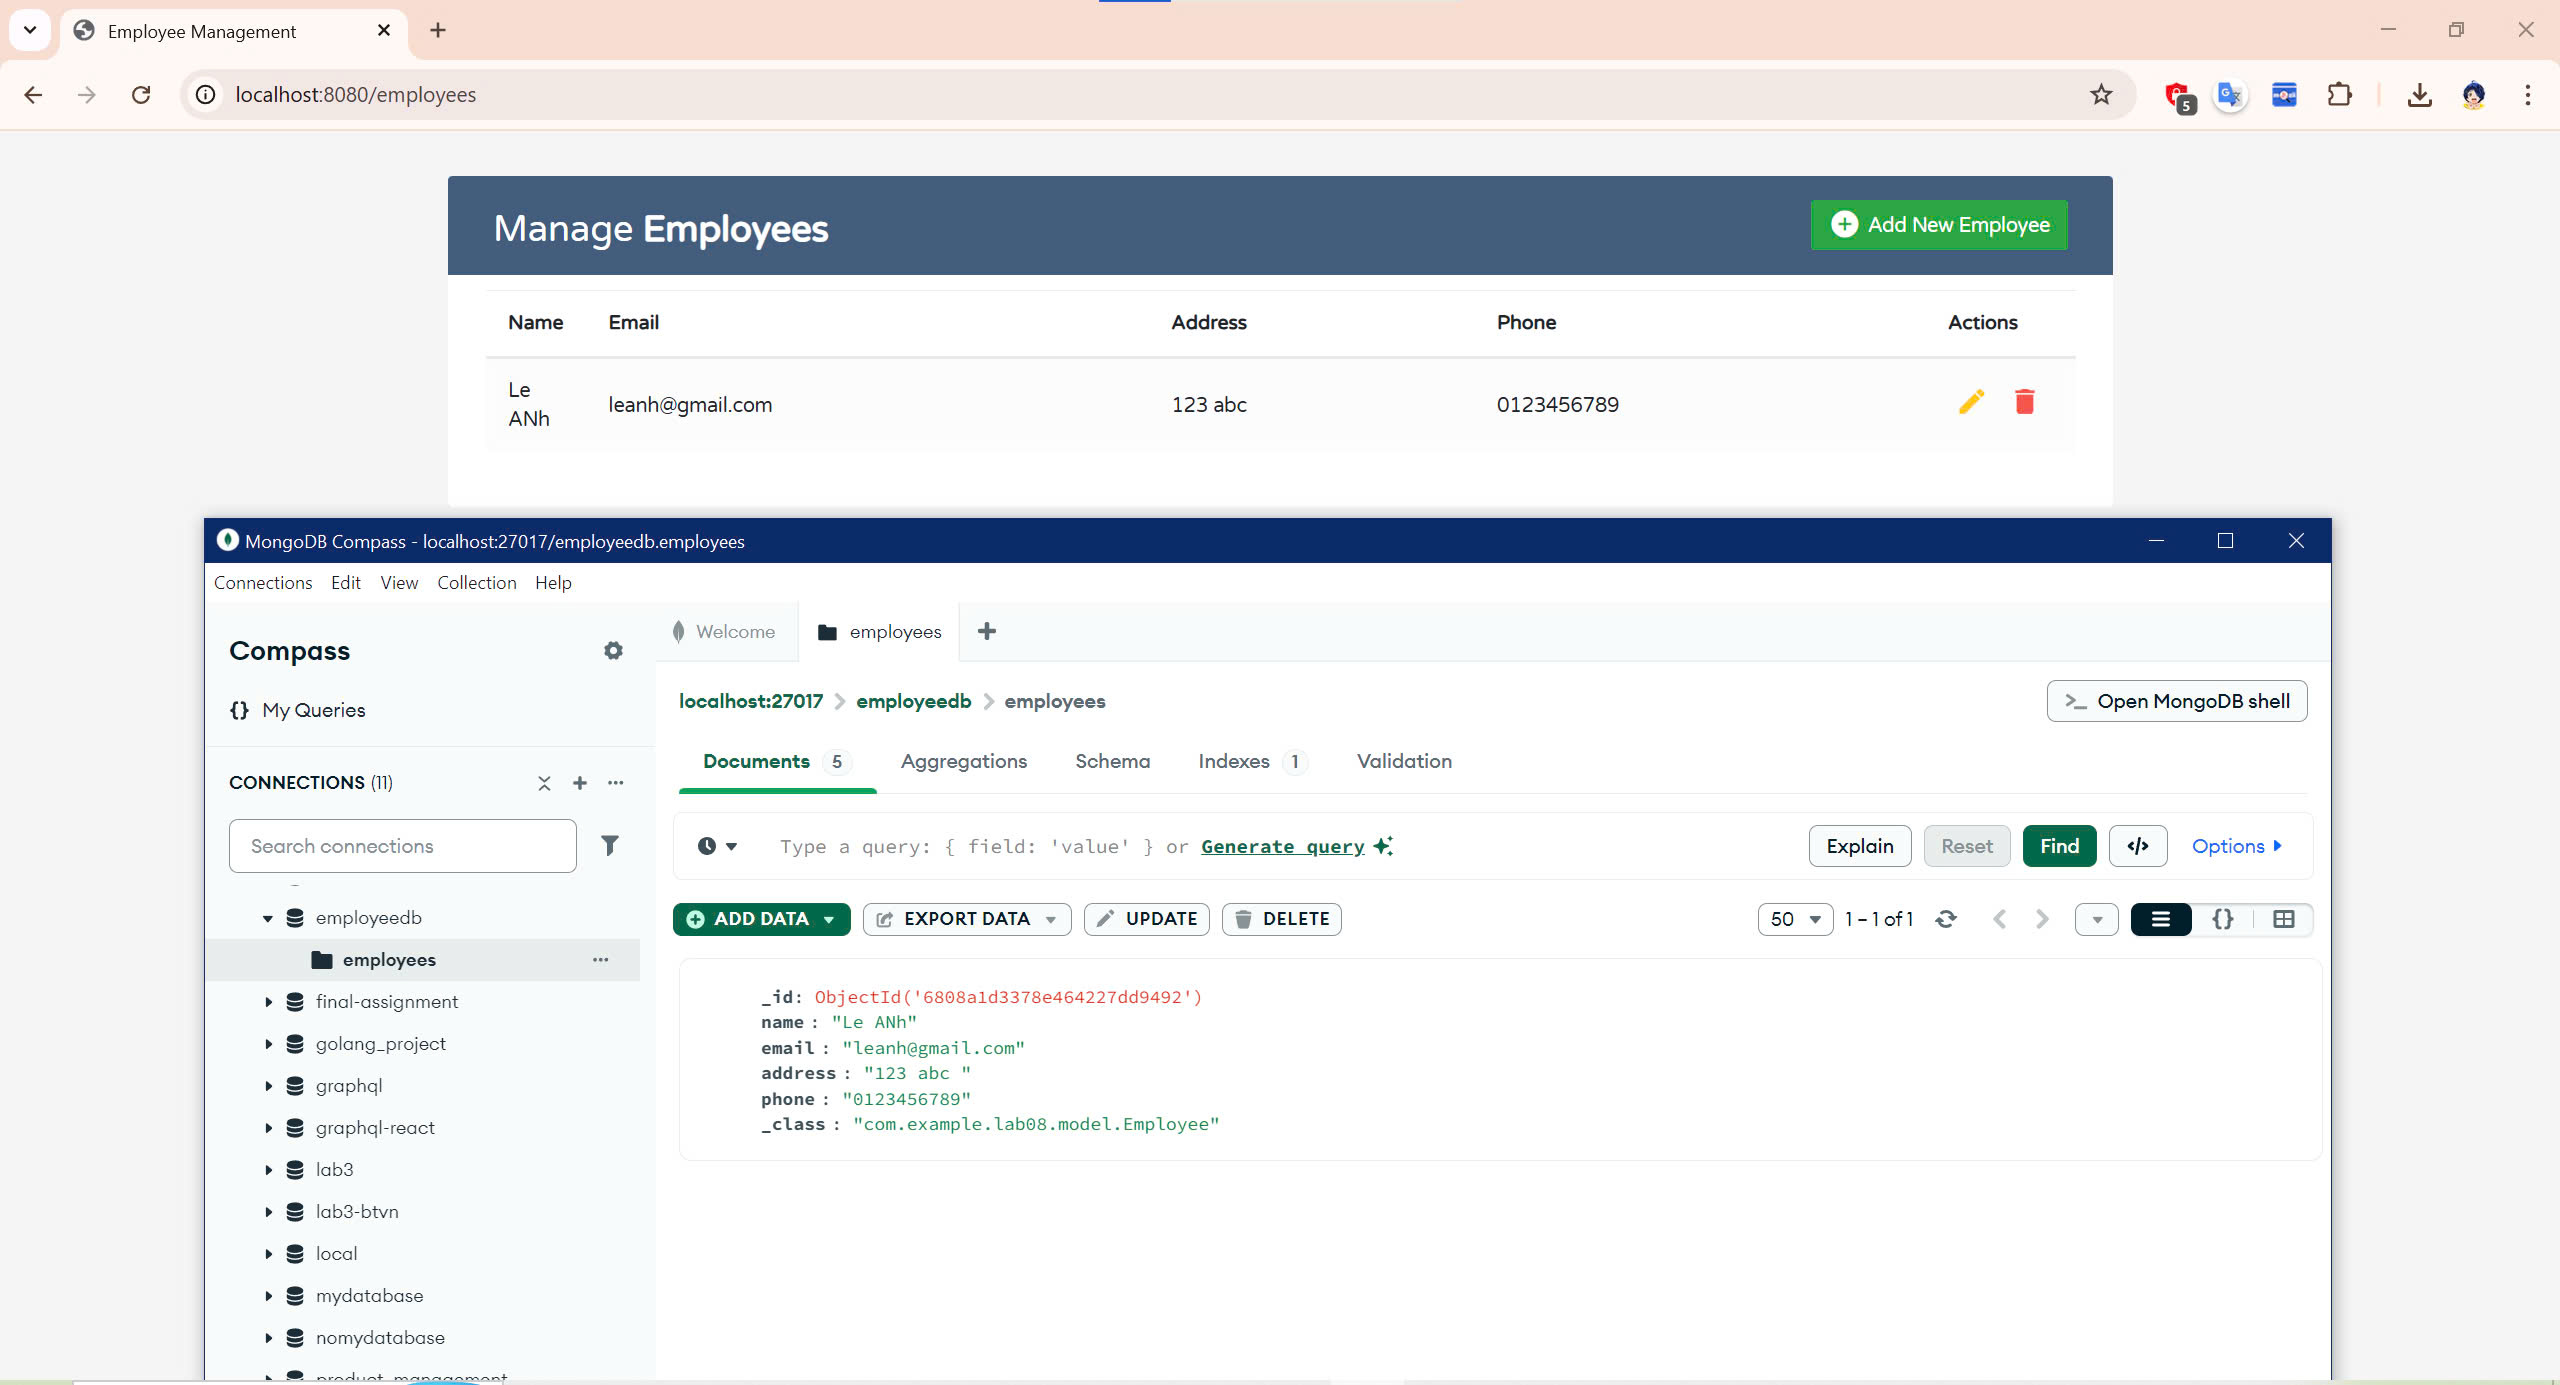 Employee Management
localhost:8080/employees
5
Manage Employees
Add New Employee
Name Email Address Phone Actions
Le ANh leanh@gmail.com 123 abc 0123456789
MongoDB Compass - localhost:27017/employeedb.employees
Connections Edit View Collection Help
Compass
My Queries
CONNECTIONS (11)
Search connections
employeedb
employees
final-assignment
golang_project
graphql
graphql-react
lab3
lab3-btvn
local
mydatabase
nomydatabase
product_management
Welcome employees
localhost:27017 employeedb employees
Open MongoDB shell
Documents 5 Aggregations Schema Indexes 1 Validation
Type a query: { field: 'value' } or Generate query
Explain Reset Find </> Options
ADD DATA EXPORT DATA UPDATE DELETE
50 1 – 1 of 1
_id: ObjectId('6808a1d3378e464227dd9492')
name : "Le ANh"
email : "leanh@gmail.com"
address : "123 abc "
phone : "0123456789"
_class : "com.example.lab08.model.Employee"